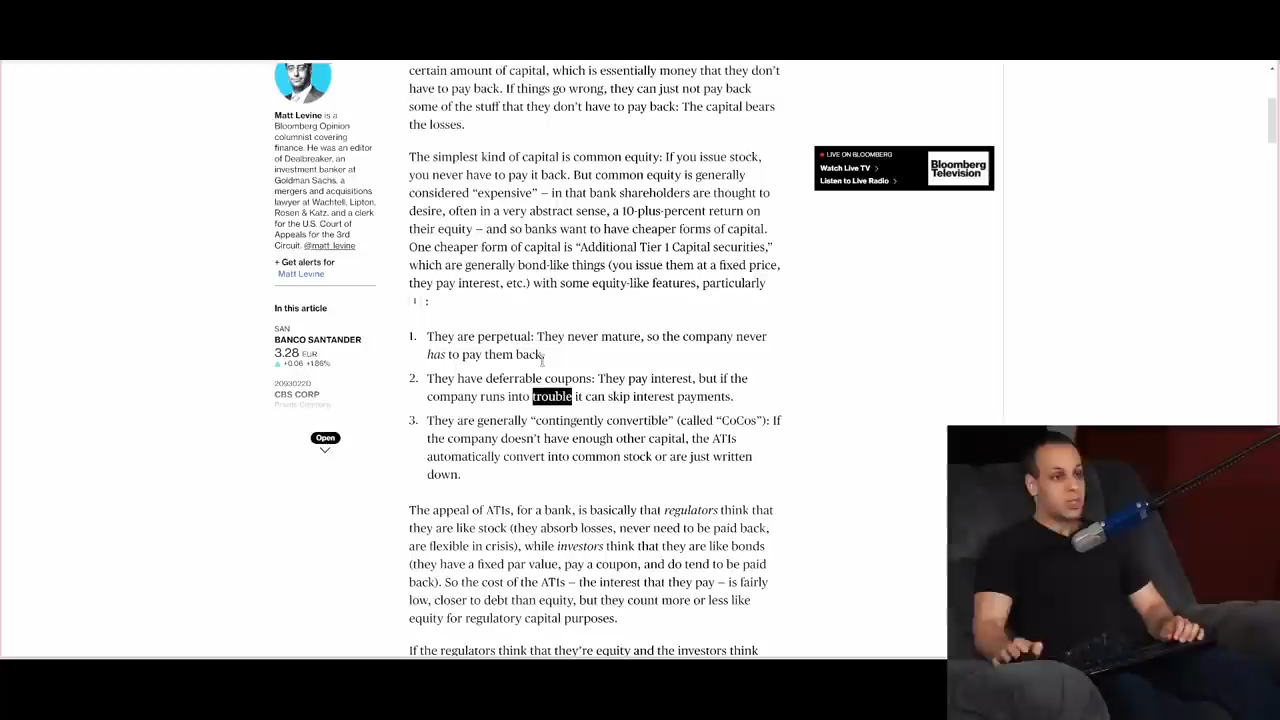 Matt Levine is a
Bloomberg Opinion
columnist covering
finance. He was an editor
of Dealbreaker, an
investment banker at
Goldman Sachs, a
mergers and acquisitions
lawyer at Wachtell, Lipton,
Rosen & Katz, and a clerk
for the U.S. Court of
Appeals for the 3rd
Circuit. @matt_levine
+ Get alerts for
Matt Levine
In this article
SAN
BANCO SANTANDER
3.28 EUR
+0.06 +1.86%
2093022D
CBS CORP
Private Company
Open
certain amount of capital, which is essentially money that they don't
have to pay back. If things go wrong, they can just not pay back
some of the stuff that they don't have to pay back: The capital bears
the losses.
The simplest kind of capital is common equity: If you issue stock,
you never have to pay it back. But common equity is generally
considered “expensive” – in that bank shareholders are thought to
desire, often in a very abstract sense, a 10-plus-percent return on
their equity – and so banks want to have cheaper forms of capital.
One cheaper form of capital is “Additional Tier 1 Capital securities,”
which are generally bond-like things (you issue them at a fixed price,
they pay interest, etc.) with some equity-like features, particularly
1 :
1. They are perpetual: They never mature, so the company never
has to pay them back.
2. They have deferrable coupons: They pay interest, but if the
company runs into trouble it can skip interest payments.
3. They are generally “contingently convertible” (called “CoCos”): If
the company doesn't have enough other capital, the AT1s
automatically convert into common stock or are just written
down.
The appeal of AT1s, for a bank, is basically that regulators think that
they are like stock (they absorb losses, never need to be paid back,
are flexible in crisis), while investors think that they are like bonds
(they have a fixed par value, pay a coupon, and do tend to be paid
back). So the cost of the AT1s – the interest that they pay – is fairly
low, closer to debt than equity, but they count more or less like
equity for regulatory capital purposes.
If the regulators think that they're equity and the investors think
LIVE ON BLOOMBERG
Watch Live TV >
Listen to Live Radio >
Bloomberg
Television